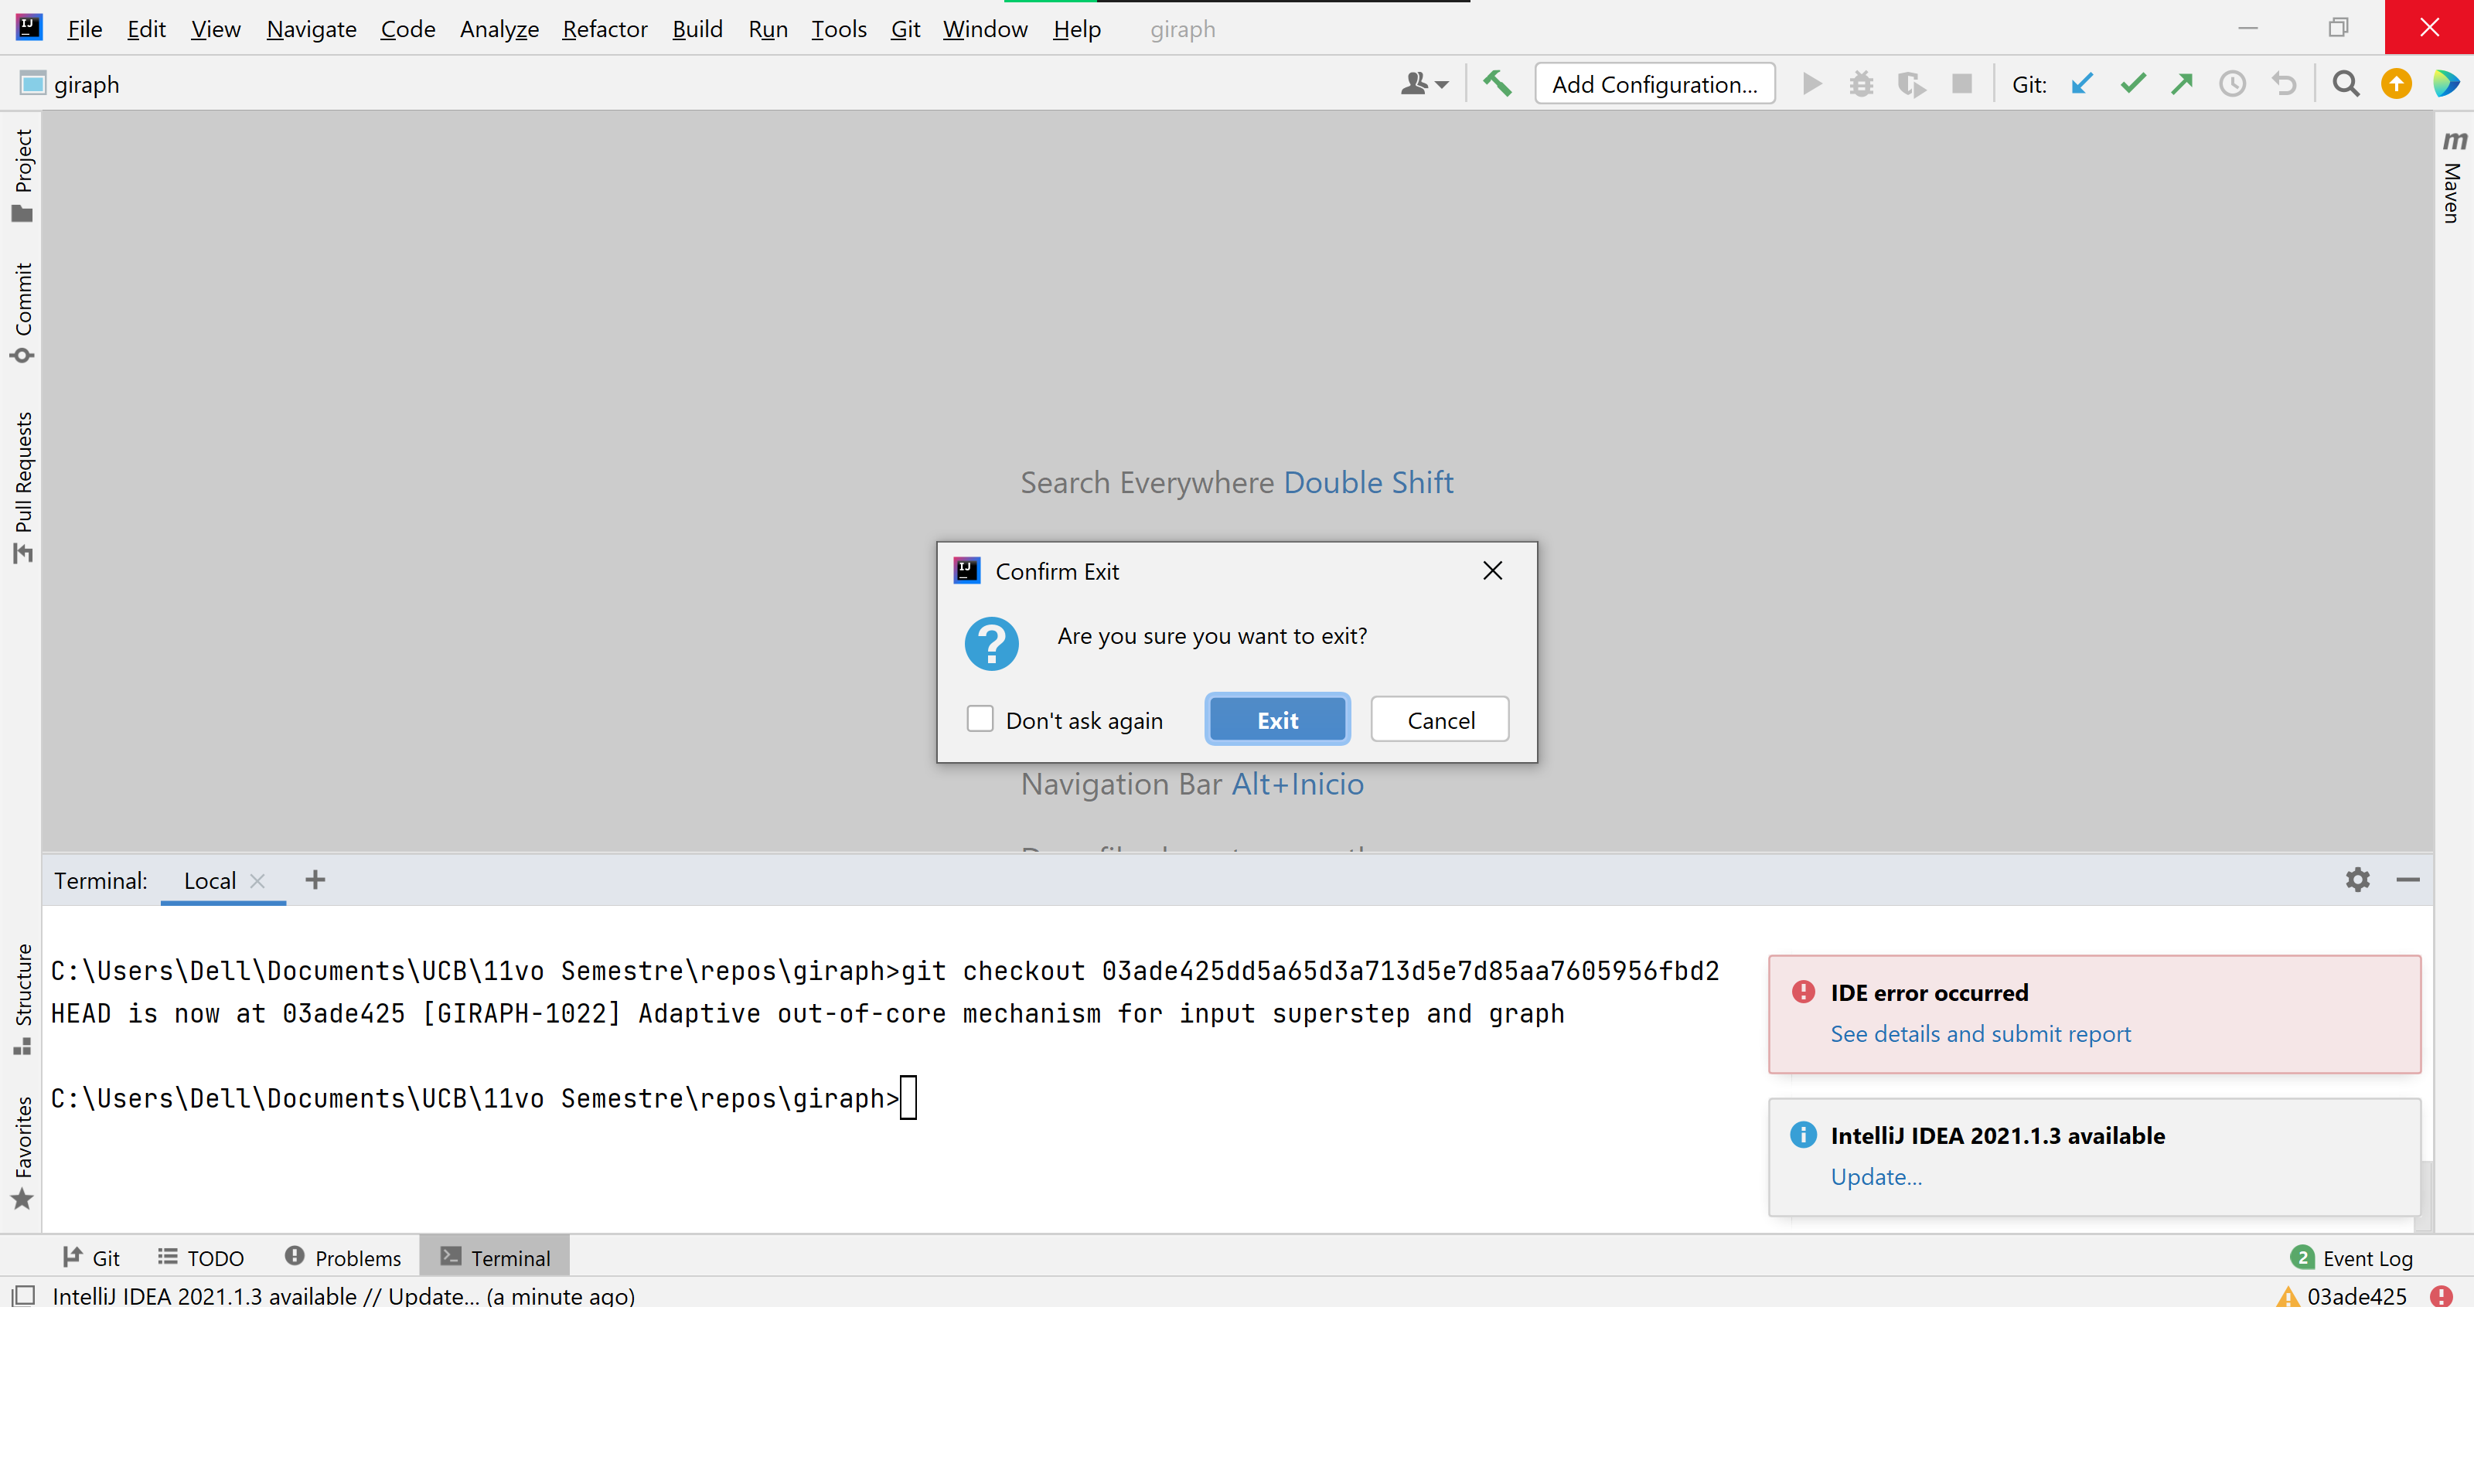 File Edit View Navigate Code Analyze Refactor Build Run Tools Git Window Help giraph
giraph
Add Configuration...
Git:
Project
Commit
Pull Requests
Structure
Favorites
Maven
Search Everywhere Double Shift
Confirm Exit
Are you sure you want to exit?
Don't ask again
Exit
Cancel
Navigation Bar Alt+Inicio
Terminal: Local
C:\Users\Dell\Documents\UCB\11vo Semestre\repos\giraph>git checkout 03ade425dd5a65d3a713d5e7d85aa7605956fbd2
HEAD is now at 03ade425 [GIRAPH-1022] Adaptive out-of-core mechanism for input superstep and graph
C:\Users\Dell\Documents\UCB\11vo Semestre\repos\giraph>
IDE error occurred
See details and submit report
IntelliJ IDEA 2021.1.3 available
Update...
Git TODO Problems Terminal
2 Event Log
IntelliJ IDEA 2021.1.3 available // Update... (a minute ago)
03ade425